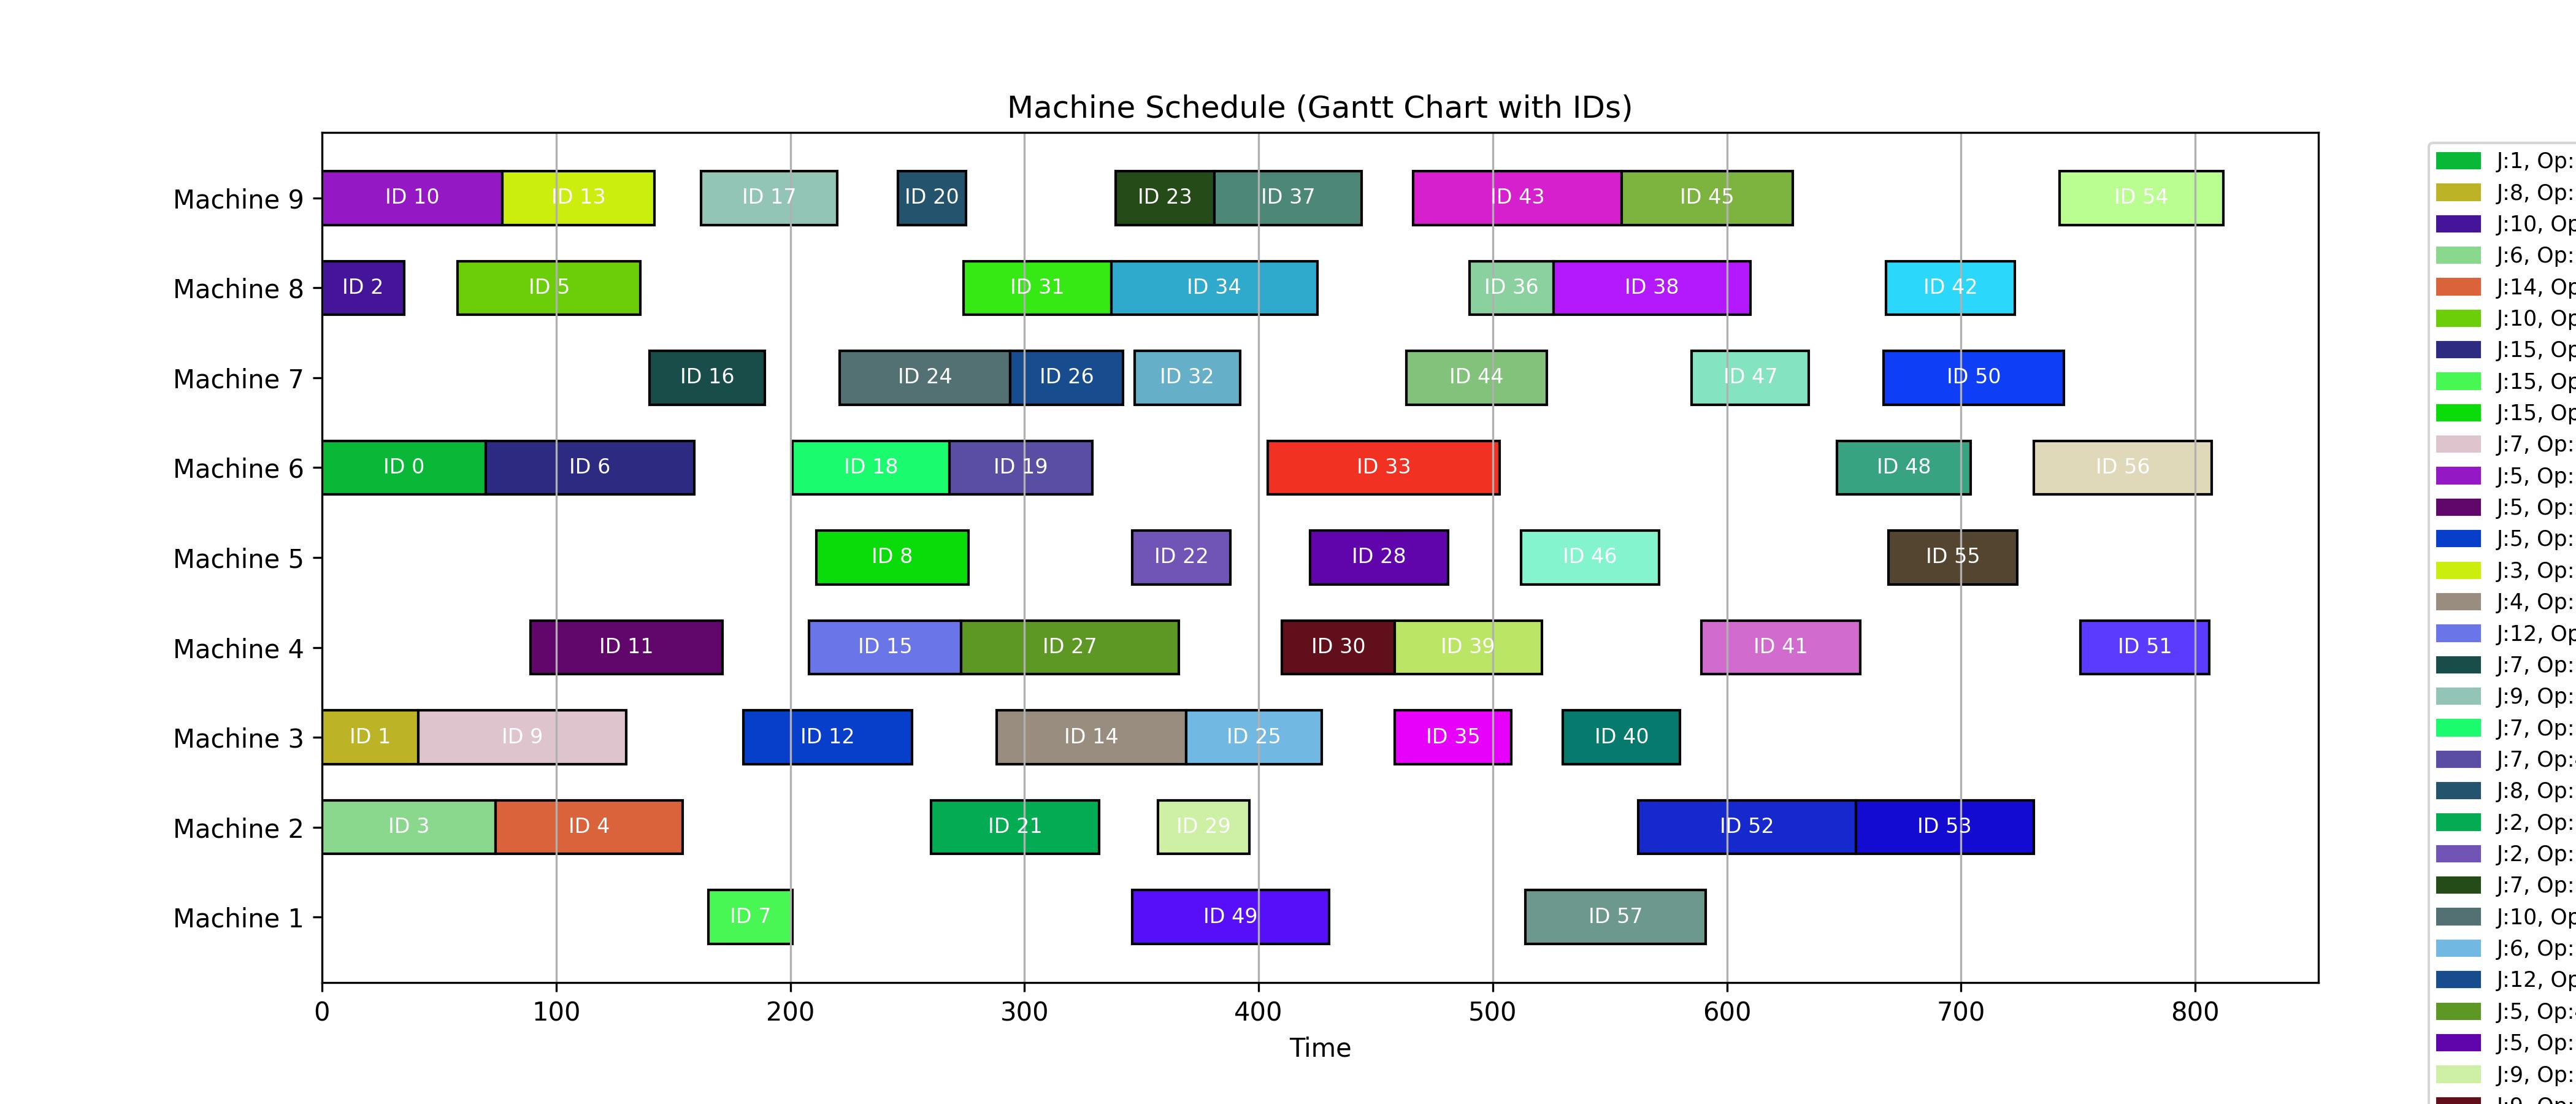 Machine Schedule (Gantt Chart with IDs)
Machine 9
ID 10 ID 13 ID 17 ID 20 ID 23 ID 37 ID 43 ID 45 ID 54
Machine 8
ID 2 ID 5 ID 31 ID 34 ID 36 ID 38 ID 42
Machine 7
ID 16 ID 24 ID 26 ID 32 ID 44 ID 47 ID 50
Machine 6
ID 0 ID 6 ID 18 ID 19 ID 33 ID 48 ID 56
Machine 5
ID 8 ID 22 ID 28 ID 46 ID 55
Machine 4
ID 11 ID 15 ID 27 ID 30 ID 39 ID 41 ID 51
Machine 3
ID 1 ID 9 ID 12 ID 14 ID 25 ID 35 ID 40
Machine 2
ID 3 ID 4 ID 21 ID 29 ID 52 ID 53
Machine 1
ID 7 ID 49 ID 57
0 100 200 300 400 500 600 700 800
Time
J:1, Op:
J:8, Op:
J:10, Op
J:6, Op:
J:14, Op
J:10, Op
J:15, Op
J:15, Op
J:15, Op
J:7, Op:
J:5, Op:
J:5, Op:
J:5, Op:
J:3, Op:
J:4, Op:
J:12, Op
J:7, Op:
J:9, Op:
J:7, Op:
J:7, Op:
J:8, Op:
J:2, Op:
J:2, Op:
J:7, Op:
J:10, Op
J:6, Op:
J:12, Op
J:5, Op:
J:5, Op:
J:9, Op: